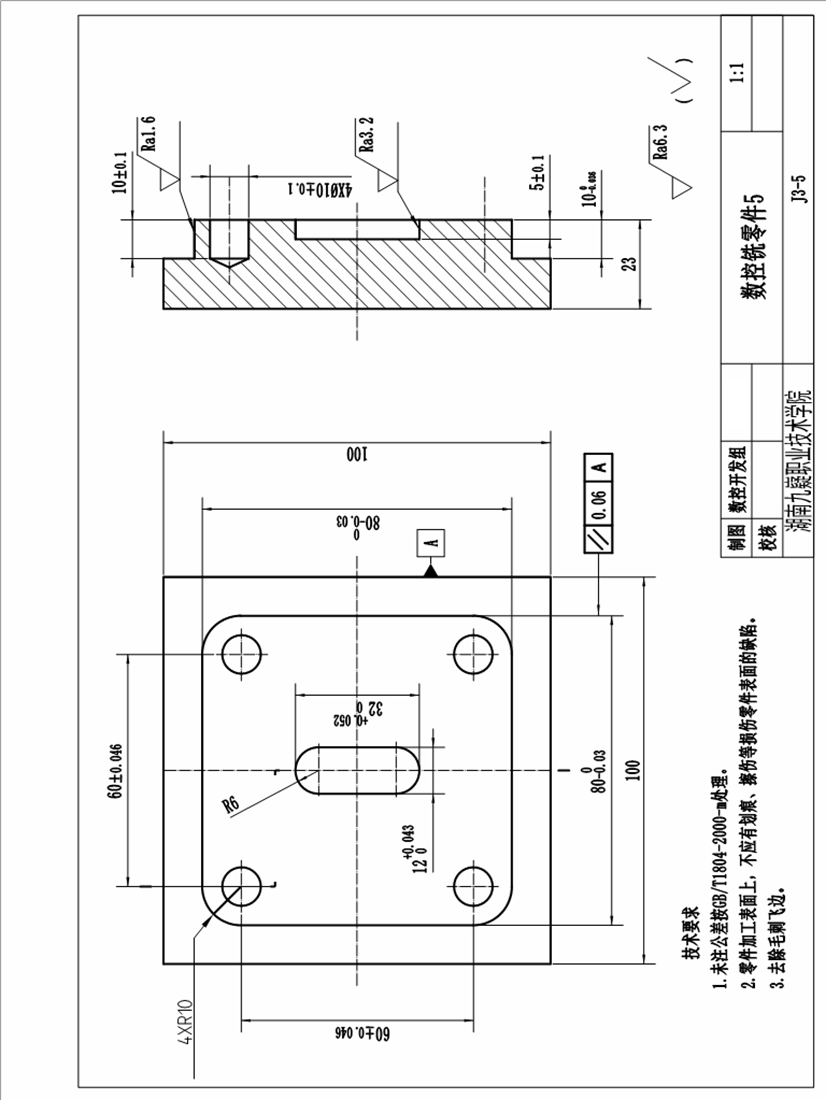 10±0.1
Ra1.6
4XØ10±0.1
Ra3.2
5±0.1
10 0 -0.036
23
Ra6.3
( √ )
100
80 0 -0.03
A
// 0.06 A
60±0.046
32 +0.052 0
R6
12 +0.043 0
80 0 -0.03
100
4XR10
60±0.046
技术要求
1.未注公差按GB/T1804-2000-m处理。
2.零件加工表面上，不应有划痕、擦伤等损伤零件表面的缺陷。
3.去除毛刺飞边。
制图 数控开发组
校核
数控铣零件5
1:1
湖南九嶷职业技术学院
J3-5